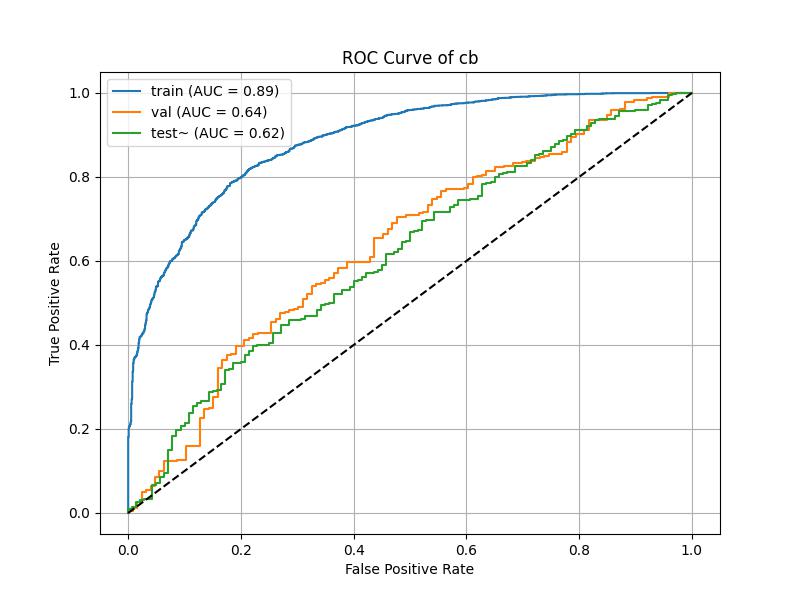 ROC Curve of cb
train (AUC = 0.89)
val (AUC = 0.64)
test~ (AUC = 0.62)
True Positive Rate
1.0
0.8
0.6
0.4
0.2
0.0
0.0 0.2 0.4 0.6 0.8 1.0
False Positive Rate